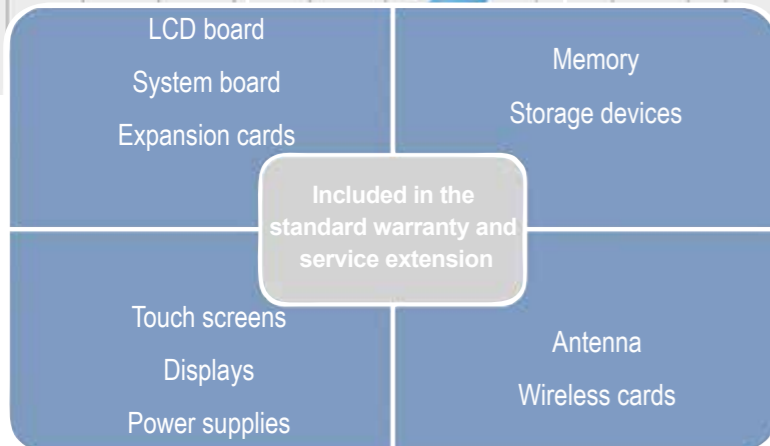 LCD board
System board
Expansion cards
Memory
Storage devices
Included in the
standard warranty and
service extension
Touch screens
Displays
Power supplies
Antenna
Wireless cards